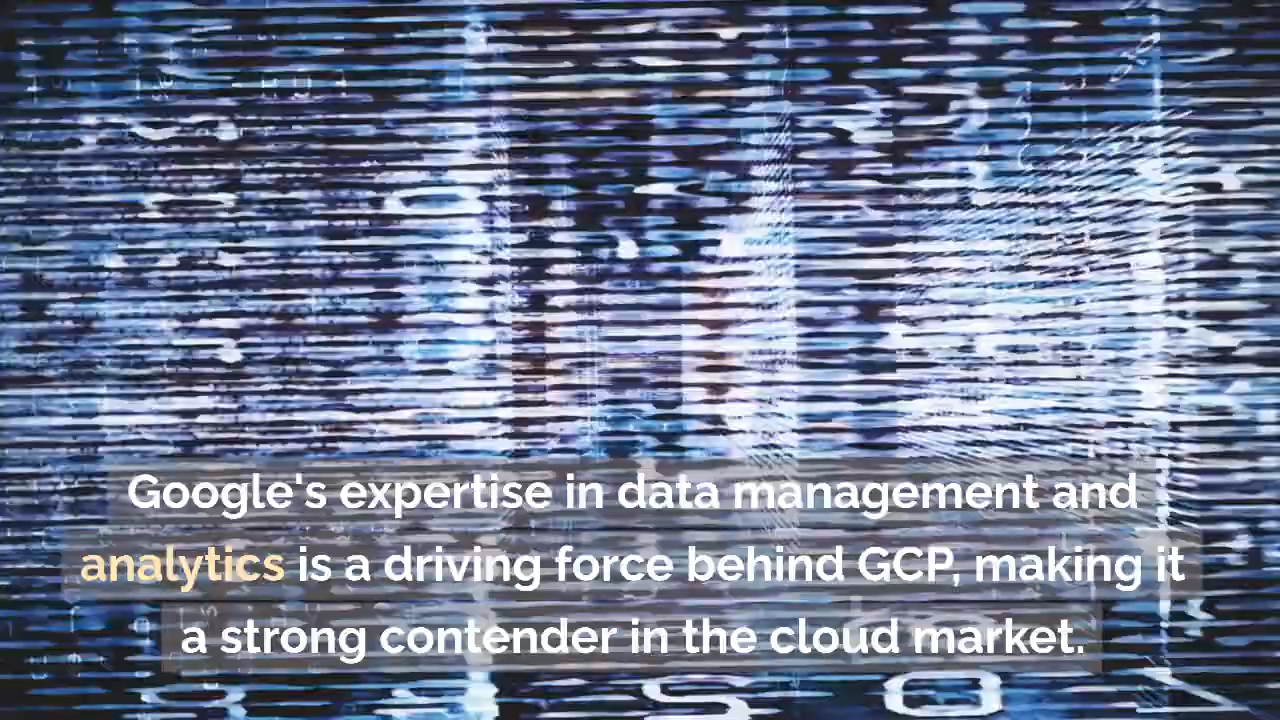 Google's expertise in data management and
analytics is a driving force behind GCP, making it
a strong contender in the cloud market.